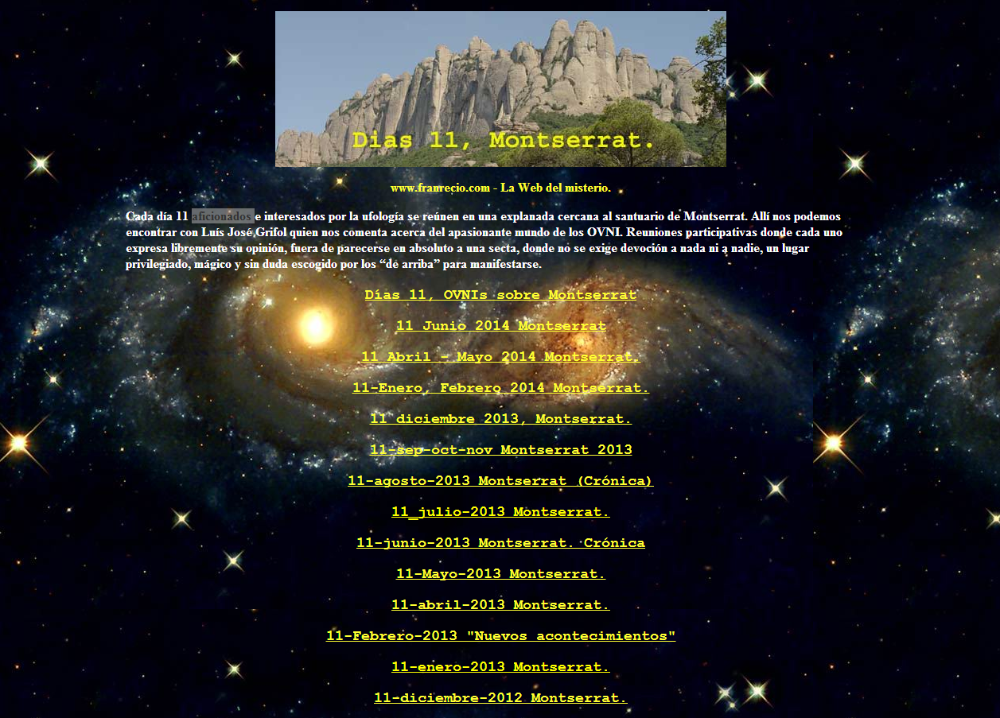 Dias 11, Montserrat.
www.franrecio.com - La Web del misterio.
Cada día 11 aficionados e interesados por la ufología se reúnen en una explanada cercana al santuario de Montserrat. Allí nos podemos
encontrar con Luís José Grifol quien nos comenta acerca del apasionante mundo de los OVNI. Reuniones participativas donde cada uno
expresa libremente su opinión, fuera de parecerse en absoluto a una secta, donde no se exige devoción a nada ni a nadie, un lugar
privilegiado, mágico y sin duda escogido por los “de arriba” para manifestarse.
Días 11, OVNIs sobre Montserrat
11 Junio 2014 Montserrat
11 Abril - Mayo 2014 Montserrat.
11-Enero, Febrero 2014 Montserrat.
11 diciembre 2013, Montserrat.
11-sep-oct-nov Montserrat 2013
11-agosto-2013 Montserrat (Crónica)
11_julio-2013 Montserrat.
11-junio-2013 Montserrat. Crónica
11-Mayo-2013 Montserrat.
11-abril-2013 Montserrat.
11-Febrero-2013 "Nuevos acontecimientos"
11-enero-2013 Montserrat.
11-diciembre-2012 Montserrat.